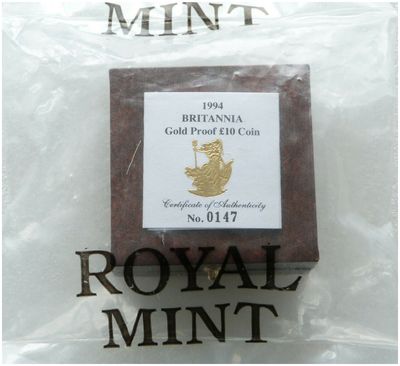 MINT
1994
BRITANNIA
Gold Proof £10 Coin
Certificate of Authenticity
No. 0147
ROYAL
MINT